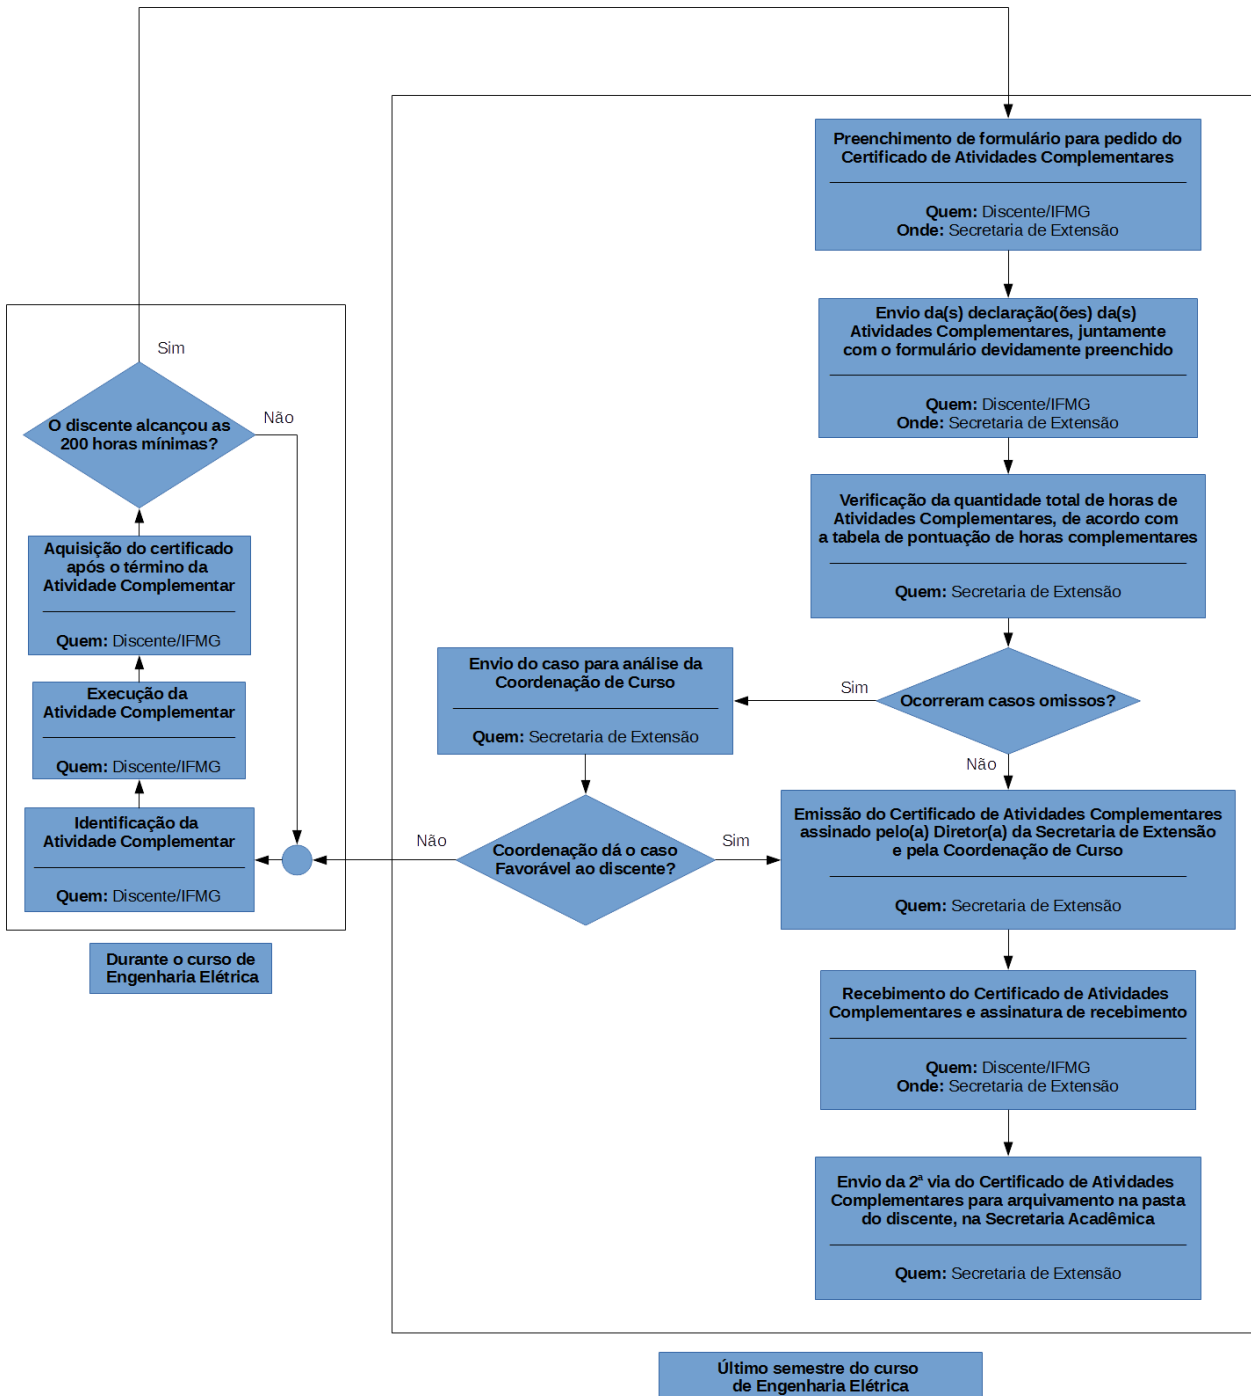 Preenchimento de formulário para pedido do
Certificado de Atividades Complementares
Quem: Discente/IFMG
Onde: Secretaria de Extensão
Envio da(s) declaração(ões) da(s)
Atividades Complementares, juntamente
com o formulário devidamente preenchido
Quem: Discente/IFMG
Onde: Secretaria de Extensão
Verificação da quantidade total de horas de
Atividades Complementares, de acordo com
a tabela de pontuação de horas complementares
Quem: Secretaria de Extensão
Ocorreram casos omissos?
Sim
Não
Envio do caso para análise da
Coordenação de Curso
Quem: Secretaria de Extensão
Coordenação dá o caso
Favorável ao discente?
Não
Sim
Emissão do Certificado de Atividades Complementares
assinado pelo(a) Diretor(a) da Secretaria de Extensão
e pela Coordenação de Curso
Quem: Secretaria de Extensão
Recebimento do Certificado de Atividades
Complementares e assinatura de recebimento
Quem: Discente/IFMG
Onde: Secretaria de Extensão
Envio da 2ª via do Certificado de Atividades
Complementares para arquivamento na pasta
do discente, na Secretaria Acadêmica
Quem: Secretaria de Extensão
Último semestre do curso
de Engenharia Elétrica
Sim
O discente alcançou as
200 horas mínimas?
Não
Aquisição do certificado
após o término da
Atividade Complementar
Quem: Discente/IFMG
Execução da
Atividade Complementar
Quem: Discente/IFMG
Identificação da
Atividade Complementar
Quem: Discente/IFMG
Durante o curso de
Engenharia Elétrica